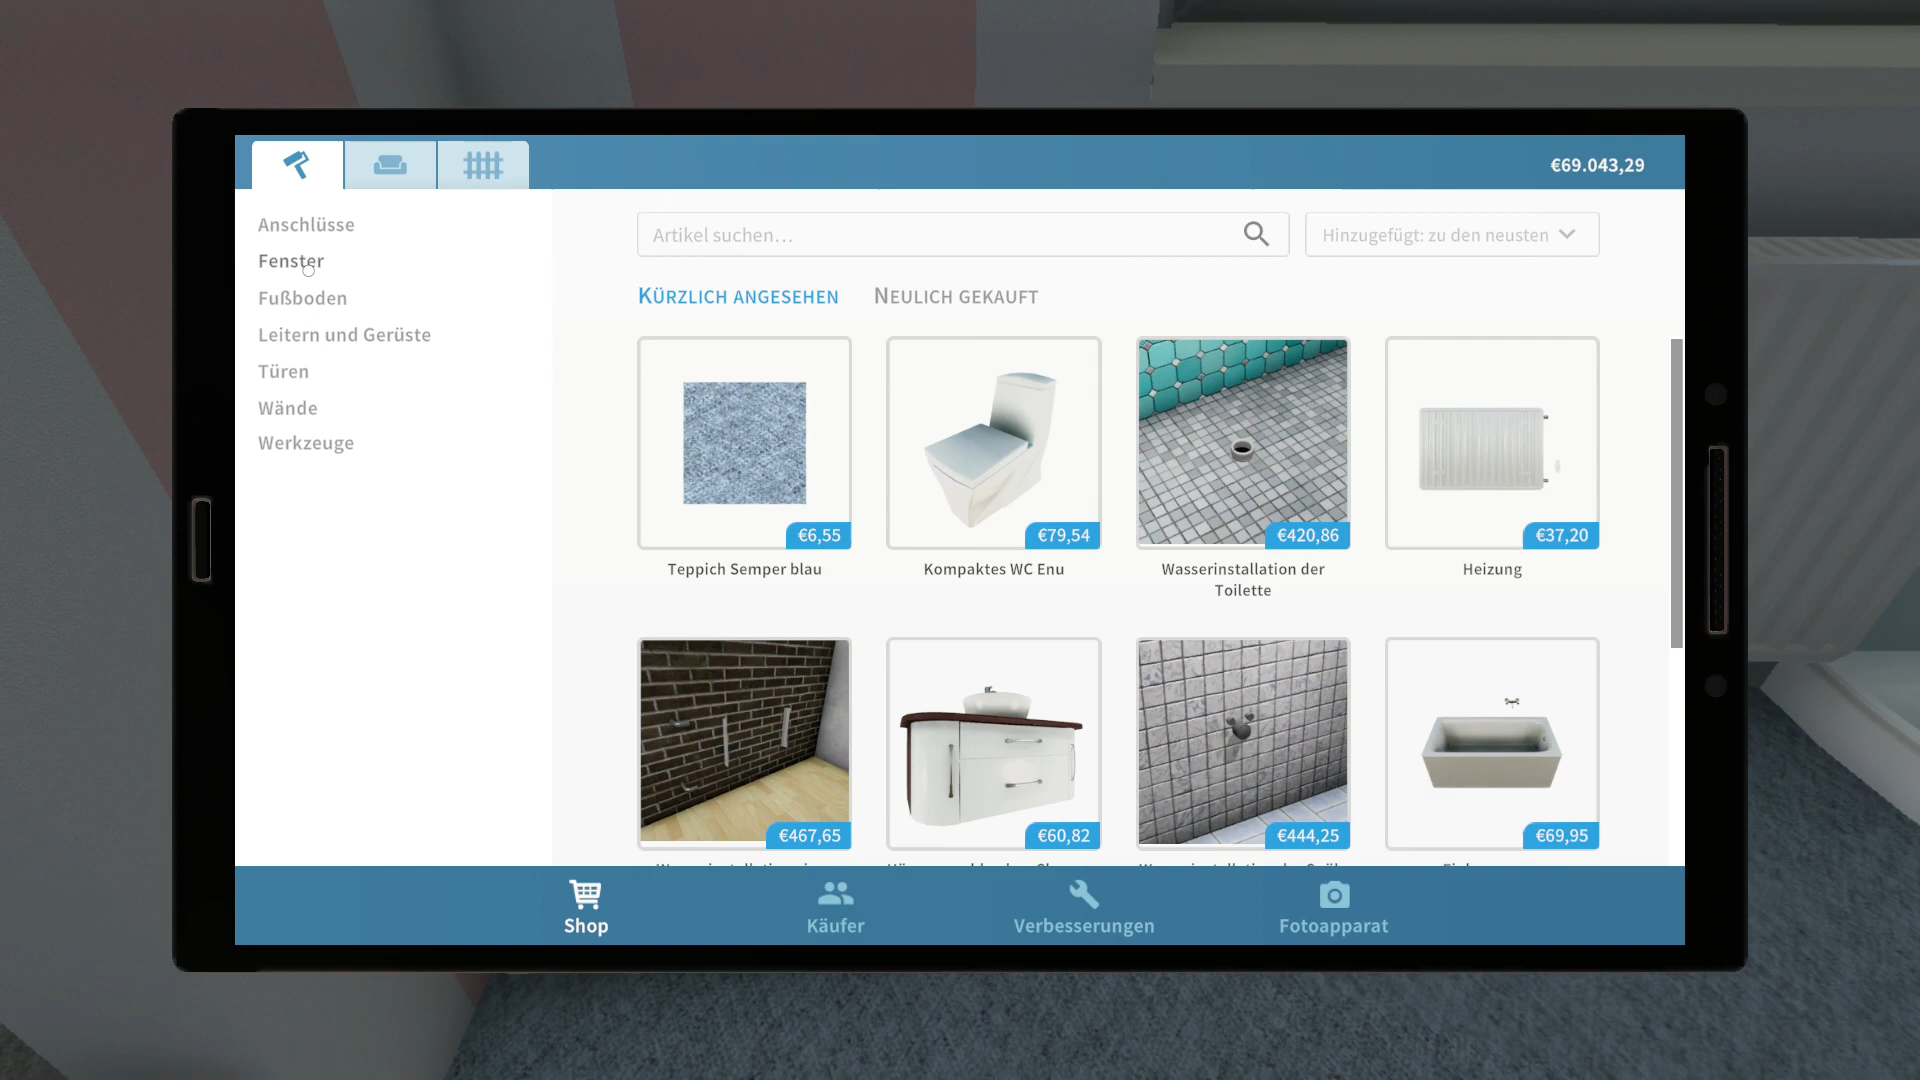 €69.043,29
Anschlüsse
Fenster
Fußboden
Leitern und Gerüste
Türen
Wände
Werkzeuge
Artikel suchen...
Hinzugefügt: zu den neusten
KÜRZLICH ANGESEHEN
NEULICH GEKAUFT
€6,55
€79,54
€420,86
€37,20
Teppich Semper blau
Kompaktes WC Enu
Wasserinstallation der
Toilette
Heizung
€467,65
€60,82
€444,25
€69,95
Shop
Käufer
Verbesserungen
Fotoapparat